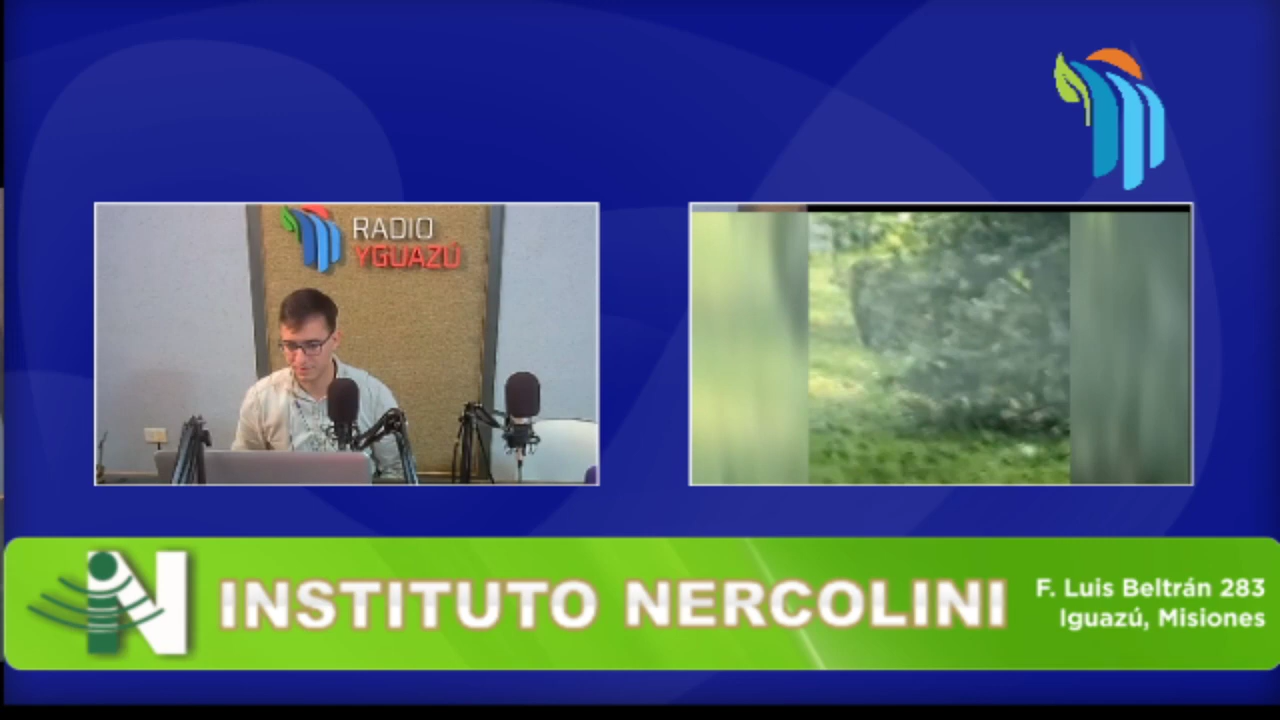 RADIO
YGUAZÚ
INSTITUTO NERCOLINI
F. Luis Beltrán 283
Iguazú, Misiones